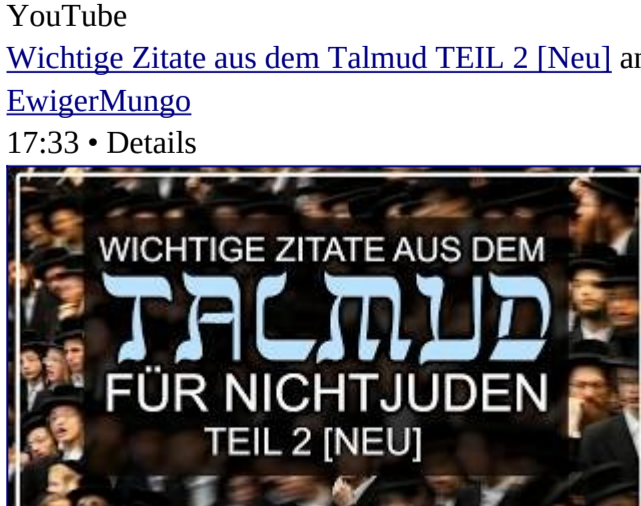 YouTube
Wichtige Zitate aus dem Talmud TEIL 2 [Neu]
EwigerMungo
17:33 • Details
WICHTIGE ZITATE AUS DEM
TALMUD
FÜR NICHTJUDEN
TEIL 2 [NEU]